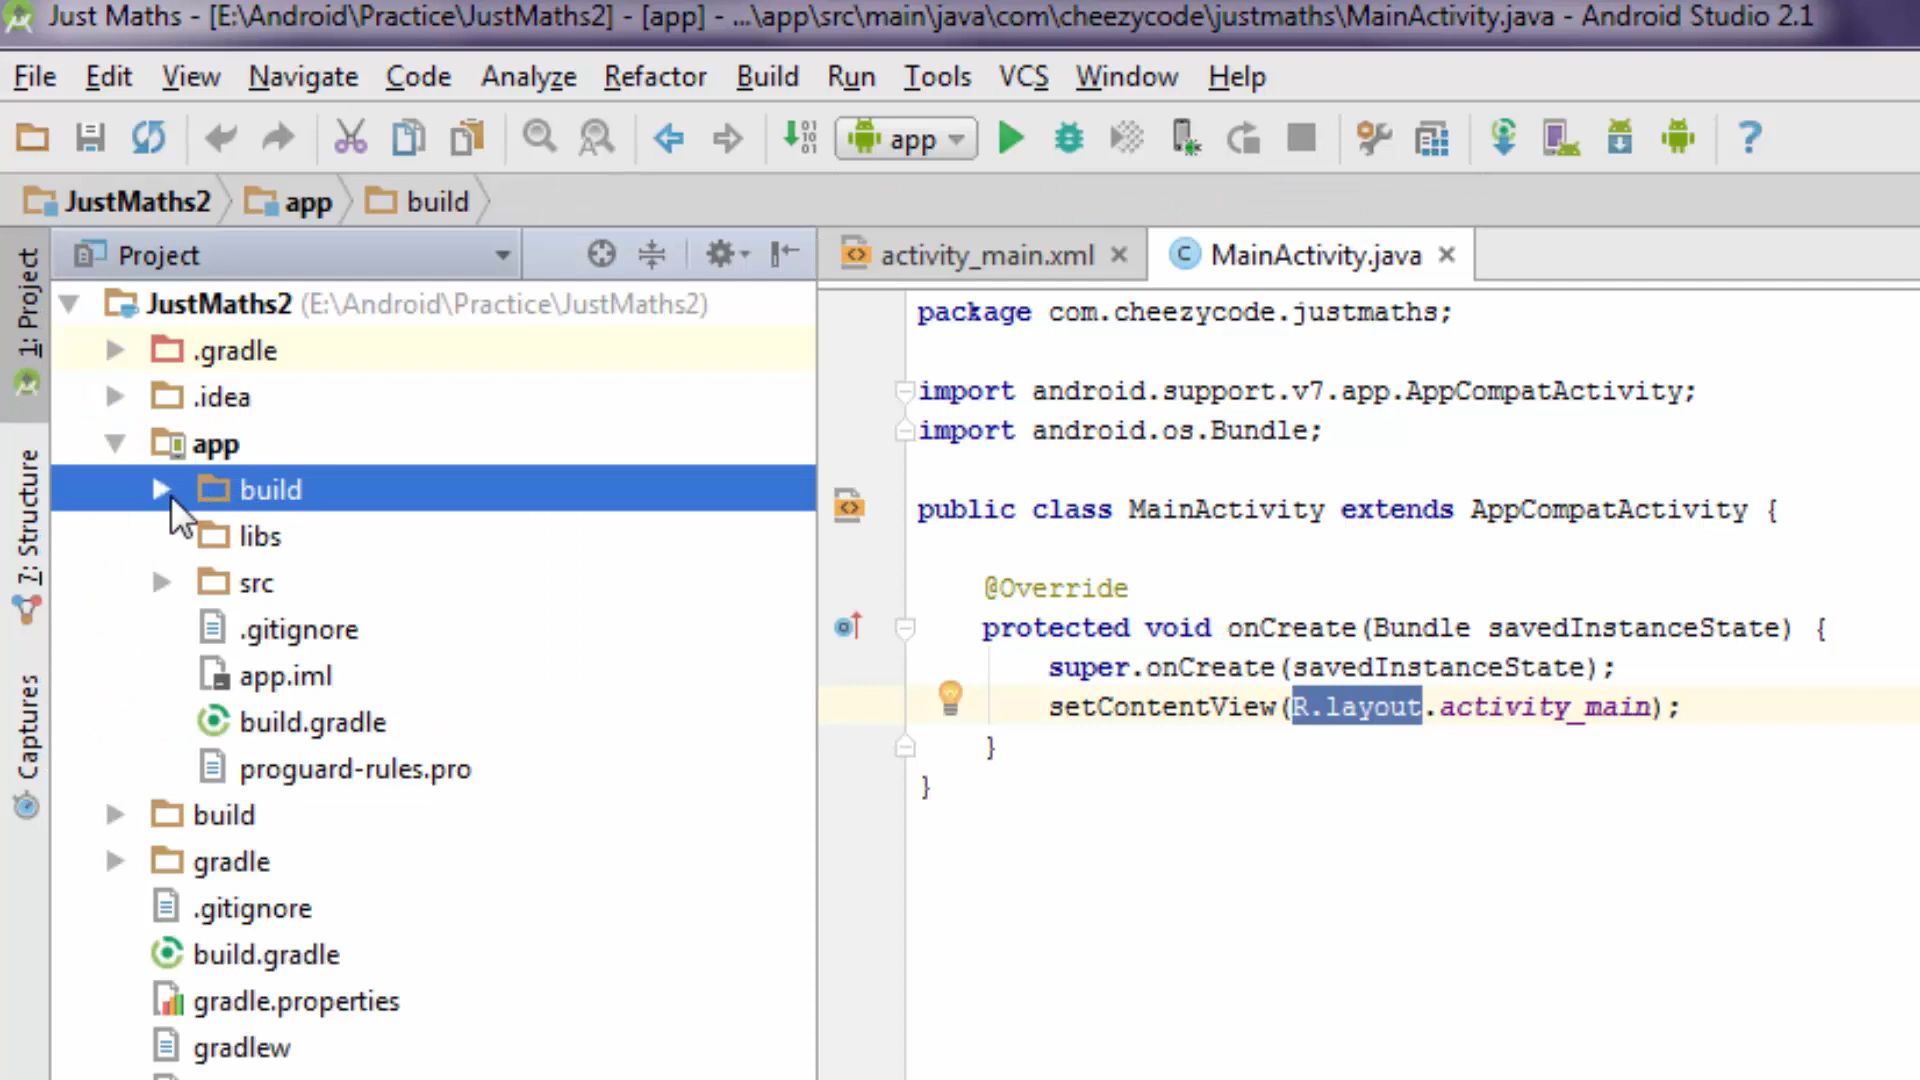 Just Maths - [E:\Android\Practice\JustMaths2] - [app] - ...\app\src\main\java\com\cheezycode\justmaths\MainActivity.java - Android Studio 2.1
File Edit View Navigate Code Analyze Refactor Build Run Tools VCS Window Help
app
JustMaths2 app build
1: Project
7: Structure
Captures
Project
JustMaths2 (E:\Android\Practice\JustMaths2)
.gradle
.idea
app
build
libs
src
.gitignore
app.iml
build.gradle
proguard-rules.pro
build
gradle
.gitignore
build.gradle
gradle.properties
gradlew
activity_main.xml MainActivity.java
package com.cheezycode.justmaths;
import android.support.v7.app.AppCompatActivity;
import android.os.Bundle;
public class MainActivity extends AppCompatActivity {
@Override
protected void onCreate(Bundle savedInstanceState) {
super.onCreate(savedInstanceState);
setContentView(R.layout.activity_main);
}
}